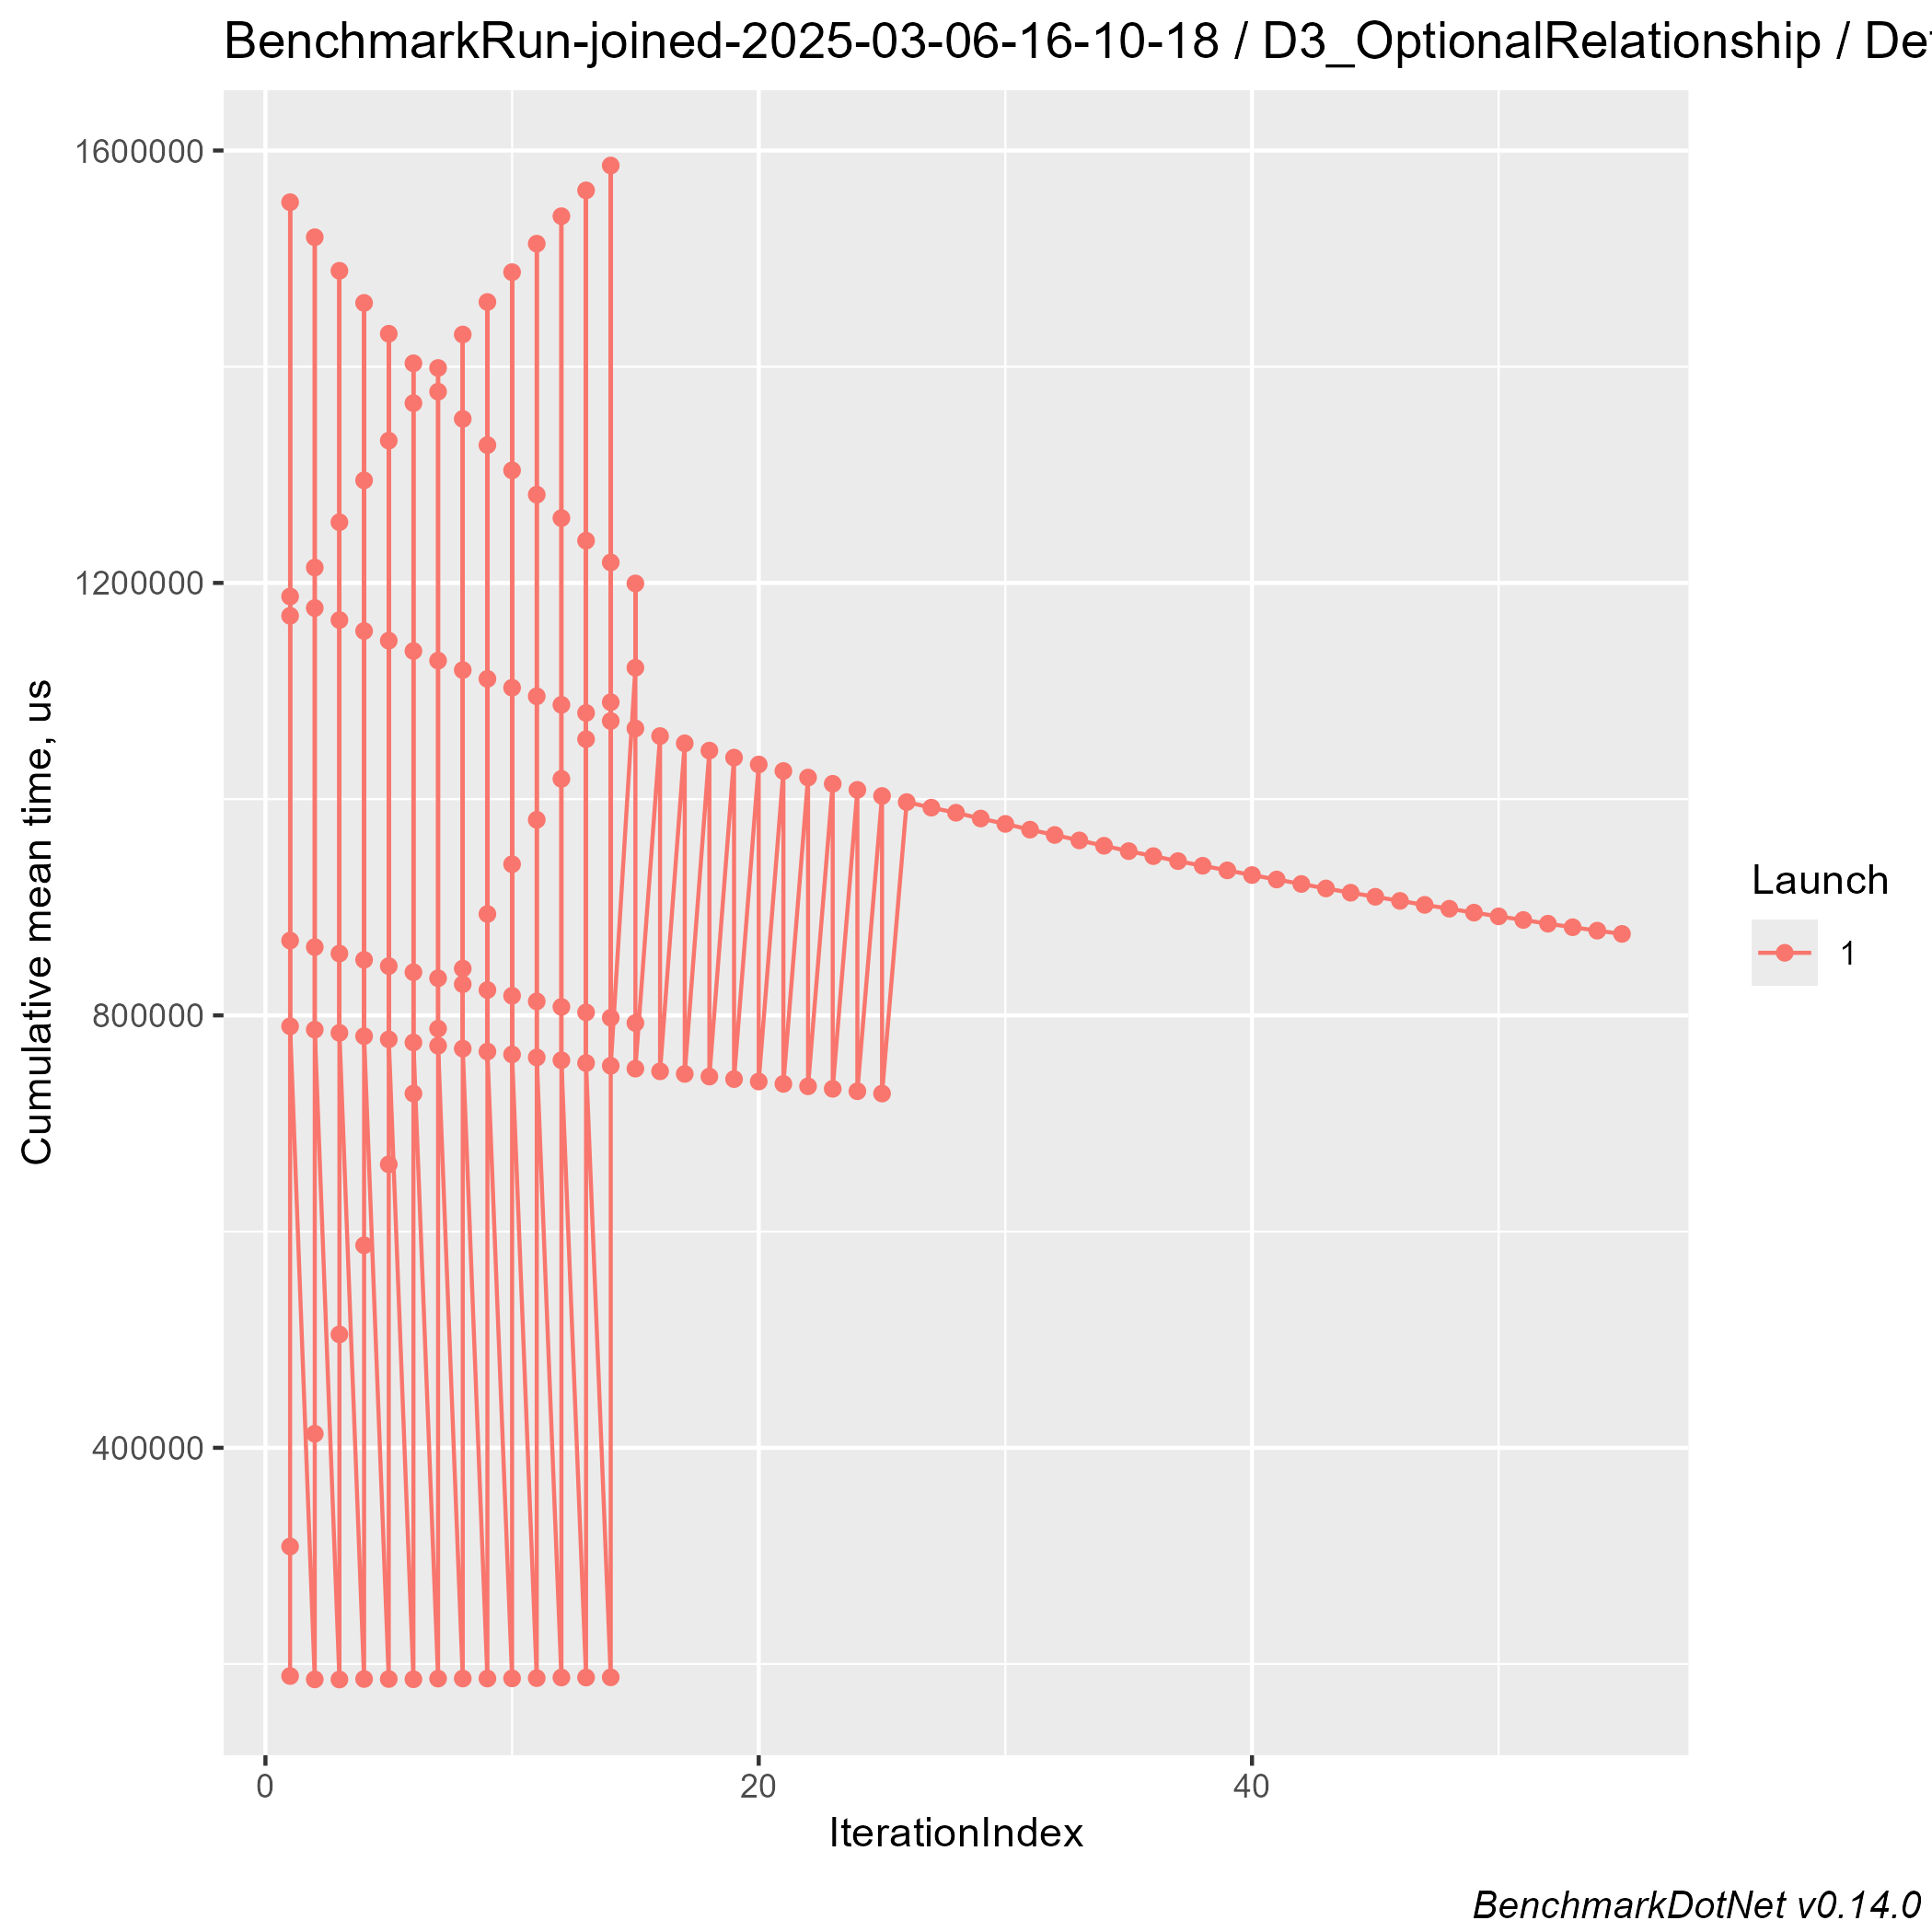 BenchmarkRun-joined-2025-03-06-16-10-18 / D3_OptionalRelationship /
1600000
1200000
800000
400000
Cumulative mean time, us
0
20
40
IterationIndex
Launch
1
BenchmarkDotNet v0.14.0